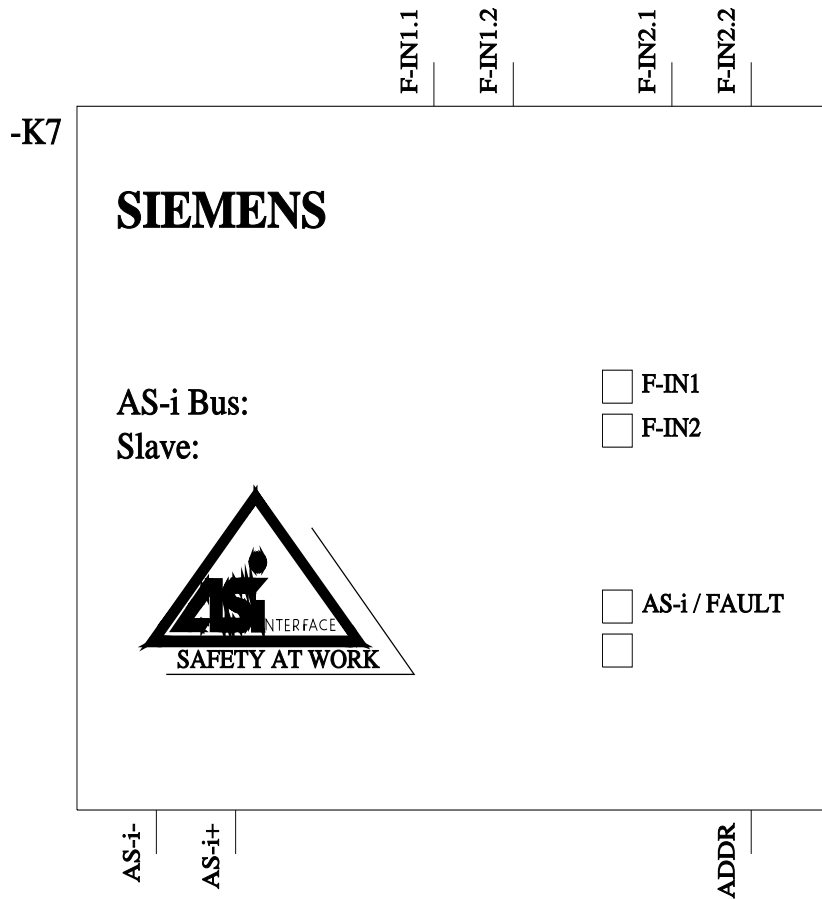 F-IN1.1
F-IN1.2
F-IN2.1
F-IN2.2
-K7
SIEMENS
AS-i Bus:
Slave:
F-IN1
F-IN2
ASi
INTERFACE
SAFETY AT WORK
AS-i / FAULT
AS-i-
AS-i+
ADDR